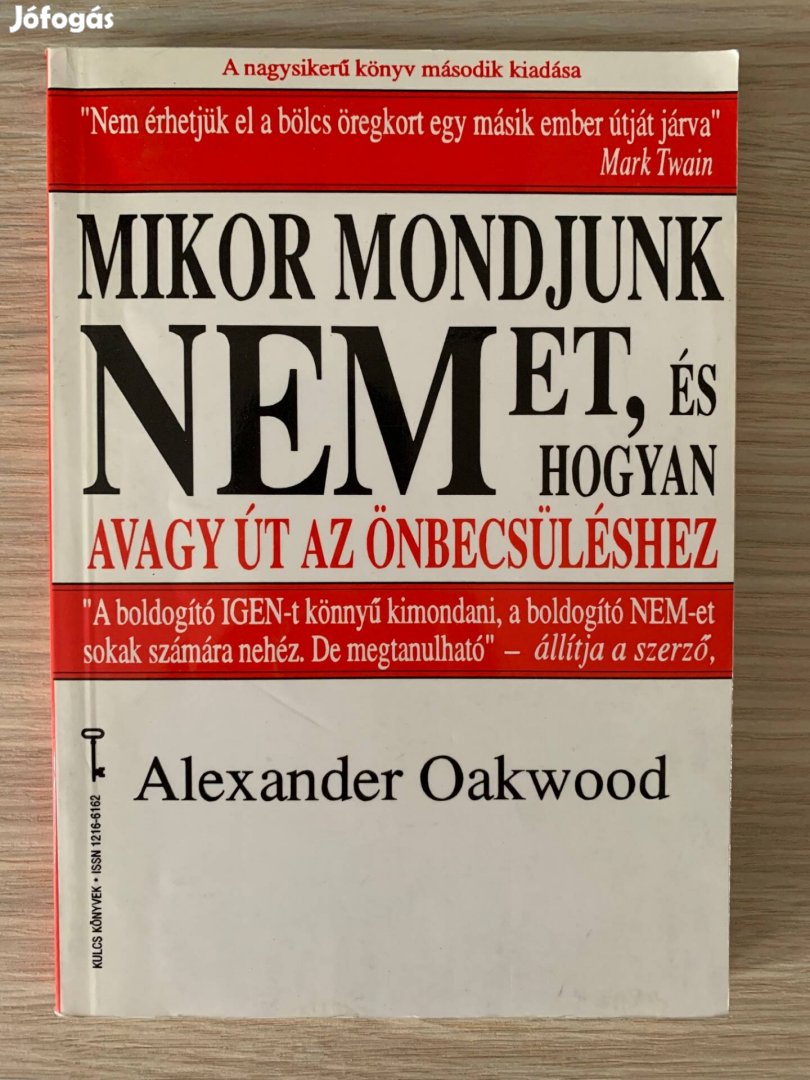 Jófogás
A nagysikerű könyv második kiadása
"Nem érhetjük el a bölcs öregkort egy másik ember útját járva"
Mark Twain
MIKOR MONDJUNK
NEMET, ÉS
HOGYAN
AVAGY ÚT AZ ÖNBECSÜLÉSHEZ
"A boldogító IGEN-t könnyű kimondani, a boldogító NEM-et
sokak számára nehéz. De megtanulható" – állítja a szerző,
Alexander Oakwood
KULCS KÖNYVEK • ISSN 1216-6162